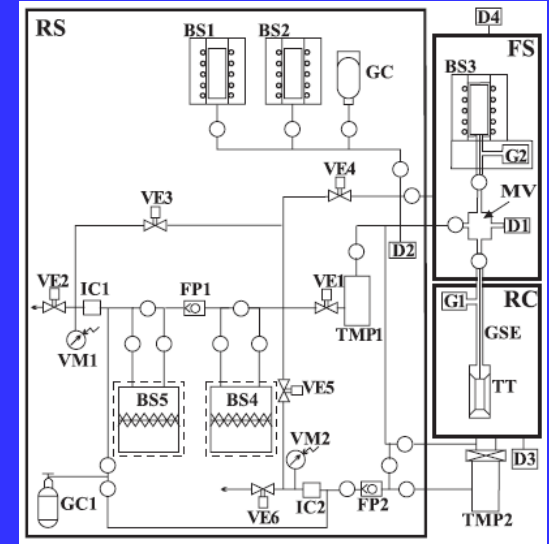 D4
RS
FS
BS1
BS2
BS3
GC
G2
VE4
MV
VE3
D1
D2
VE2
IC1
FP1
VE1
RC
G1
TMP1
GSE
VM1
TT
BS5
BS4
VE5
VM2
D3
GC1
VE6
IC2
FP2
TMP2